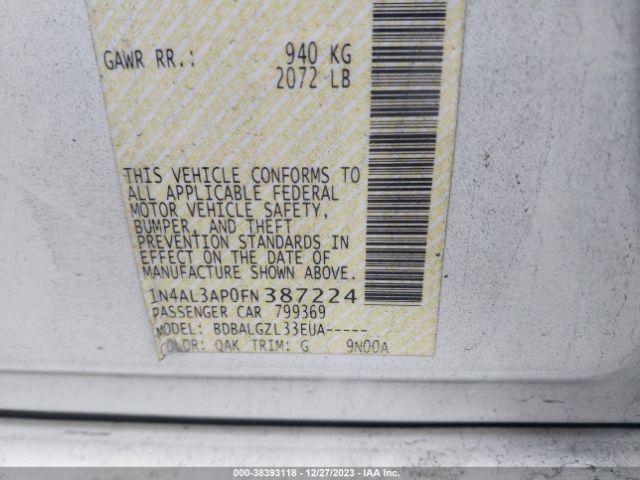 GAWR RR.: 940 KG
2072 LB
THIS VEHICLE CONFORMS TO
ALL APPLICABLE FEDERAL
MOTOR VEHICLE SAFETY,
BUMPER, AND THEFT
PREVENTION STANDARDS IN
EFFECT ON THE DATE OF
MANUFACTURE SHOWN ABOVE.
1N4AL3AP0FN 387224
PASSENGER CAR 799369
MODEL: BDBALGZL33EUA-----
COLOR: QAK TRIM: G 9N00A
000-38393118 - 12/27/2023 - IAA Inc.